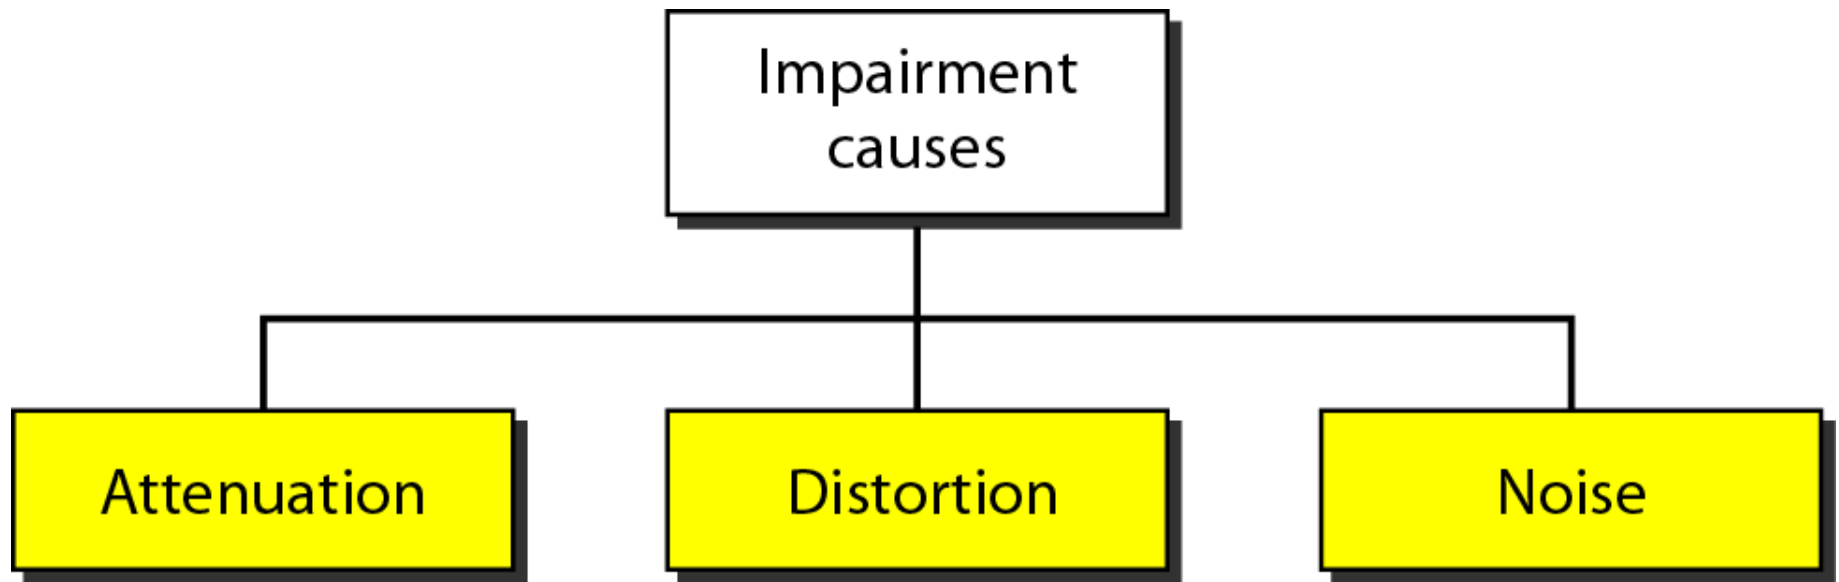 Impairment
causes
Attenuation
Distortion
Noise